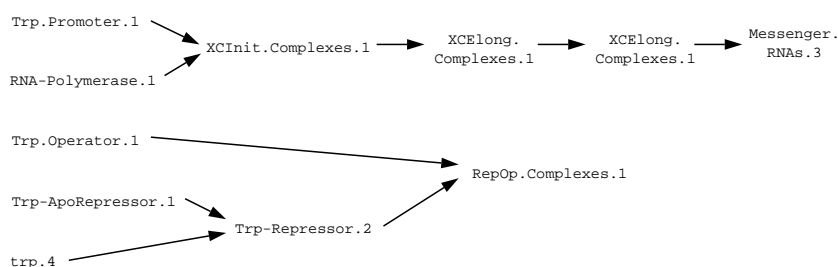 Trp.Promoter.1
RNA-Polymerase.1
XCInit.Complexes.1
XCElong.
Complexes.1
XCElong.
Complexes.1
Messenger.
RNAs.3
Trp.Operator.1
Trp-ApoRepressor.1
trp.4
Trp-Repressor.2
RepOp.Complexes.1